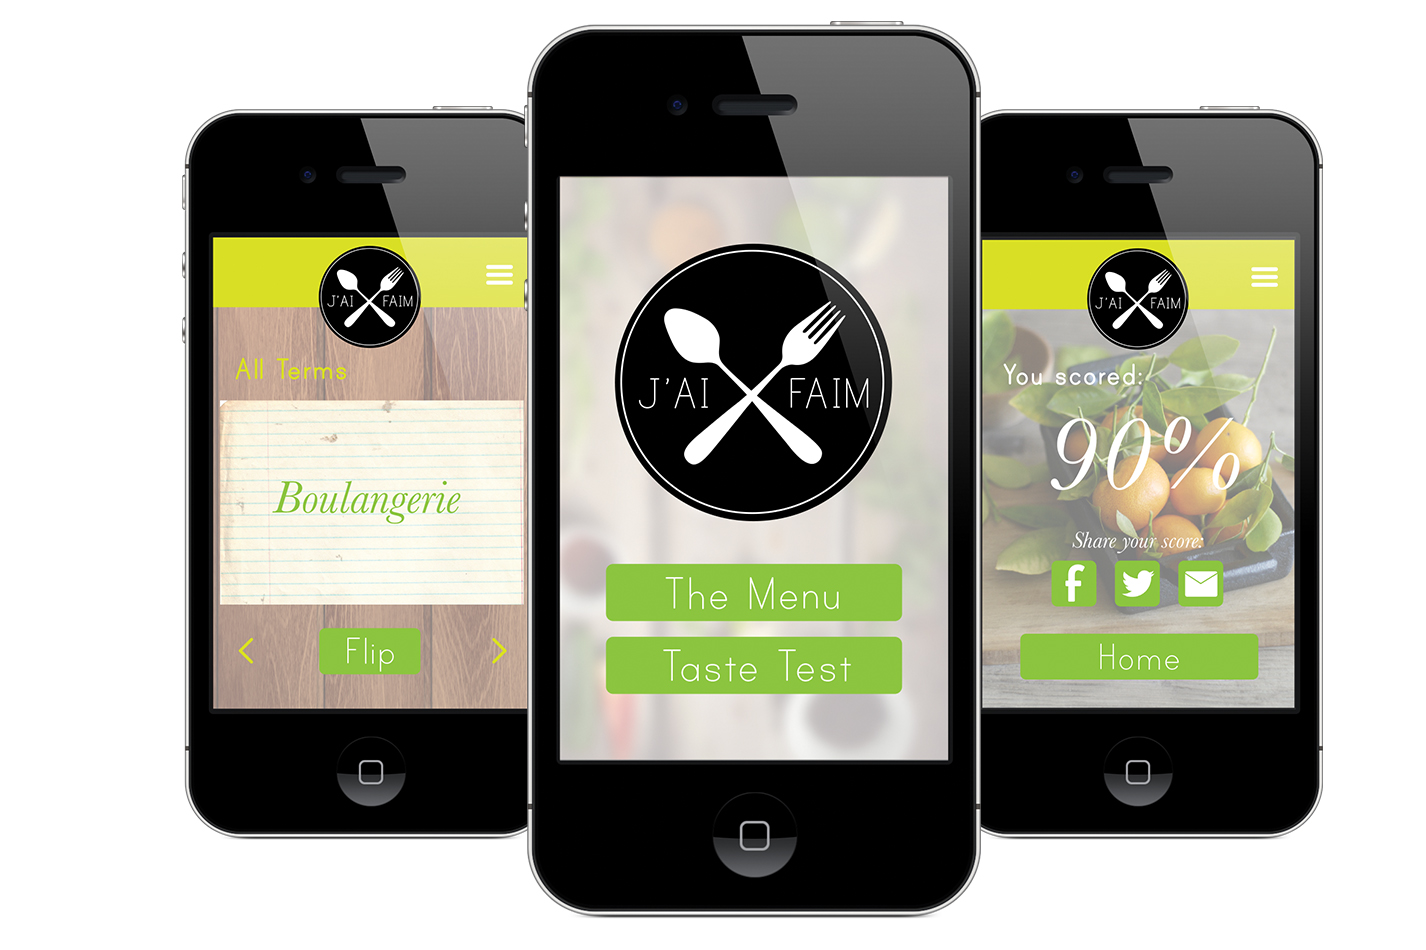 J'AI FAIM
All Terms
Boulangerie
Flip
J'AI FAIM
The Menu
Taste Test
J'AI FAIM
You scored:
90%
Share your score:
Home